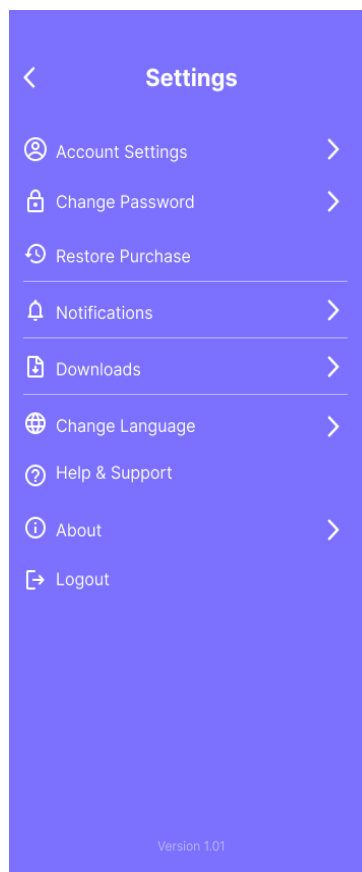 Settings
Account Settings
Change Password
Restore Purchase
Notifications
Downloads
Change Language
Help & Support
About
Logout
Version 1.01